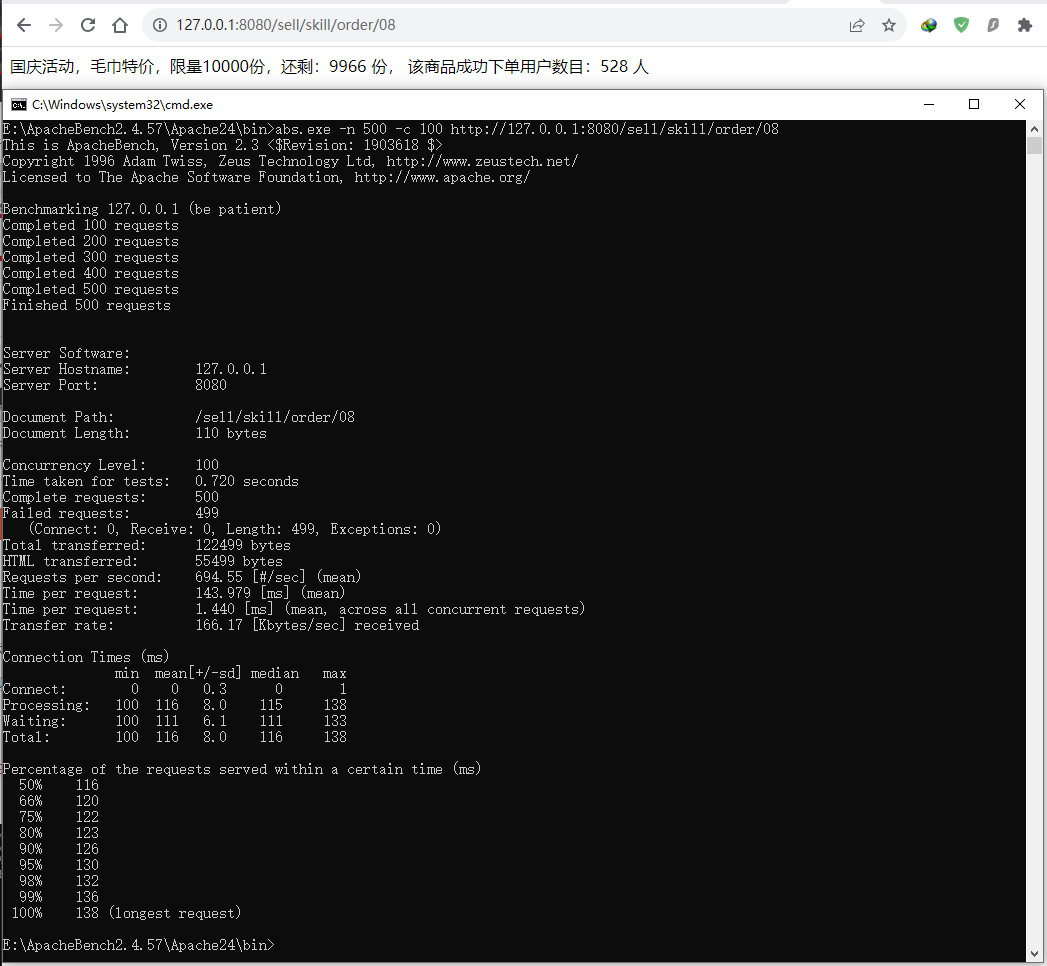 127.0.0.1:8080/sell/skill/order/08
国庆活动，毛巾特价，限量10000份，还剩：9966 份， 该商品成功下单用户数目：528 人
C:\Windows\system32\cmd.exe
E:\ApacheBench2.4.57\Apache24\bin>abs.exe -n 500 -c 100 http://127.0.0.1:8080/sell/skill/order/08
This is ApacheBench, Version 2.3 <$Revision: 1903618 $>
Copyright 1996 Adam Twiss, Zeus Technology Ltd, http://www.zeustech.net/
Licensed to The Apache Software Foundation, http://www.apache.org/
Benchmarking 127.0.0.1 (be patient)
Completed 100 requests
Completed 200 requests
Completed 300 requests
Completed 400 requests
Completed 500 requests
Finished 500 requests
Server Software:
Server Hostname: 127.0.0.1
Server Port: 8080
Document Path: /sell/skill/order/08
Document Length: 110 bytes
Concurrency Level: 100
Time taken for tests: 0.720 seconds
Complete requests: 500
Failed requests: 499
(Connect: 0, Receive: 0, Length: 499, Exceptions: 0)
Total transferred: 122499 bytes
HTML transferred: 55499 bytes
Requests per second: 694.55 [#/sec] (mean)
Time per request: 143.979 [ms] (mean)
Time per request: 1.440 [ms] (mean, across all concurrent requests)
Transfer rate: 166.17 [Kbytes/sec] received
Connection Times (ms)
min mean[+/-sd] median max
Connect: 0 0 0.3 0 1
Processing: 100 116 8.0 115 138
Waiting: 100 111 6.1 111 133
Total: 100 116 8.0 116 138
Percentage of the requests served within a certain time (ms)
50% 116
66% 120
75% 122
80% 123
90% 126
95% 130
98% 132
99% 136
100% 138 (longest request)
E:\ApacheBench2.4.57\Apache24\bin>